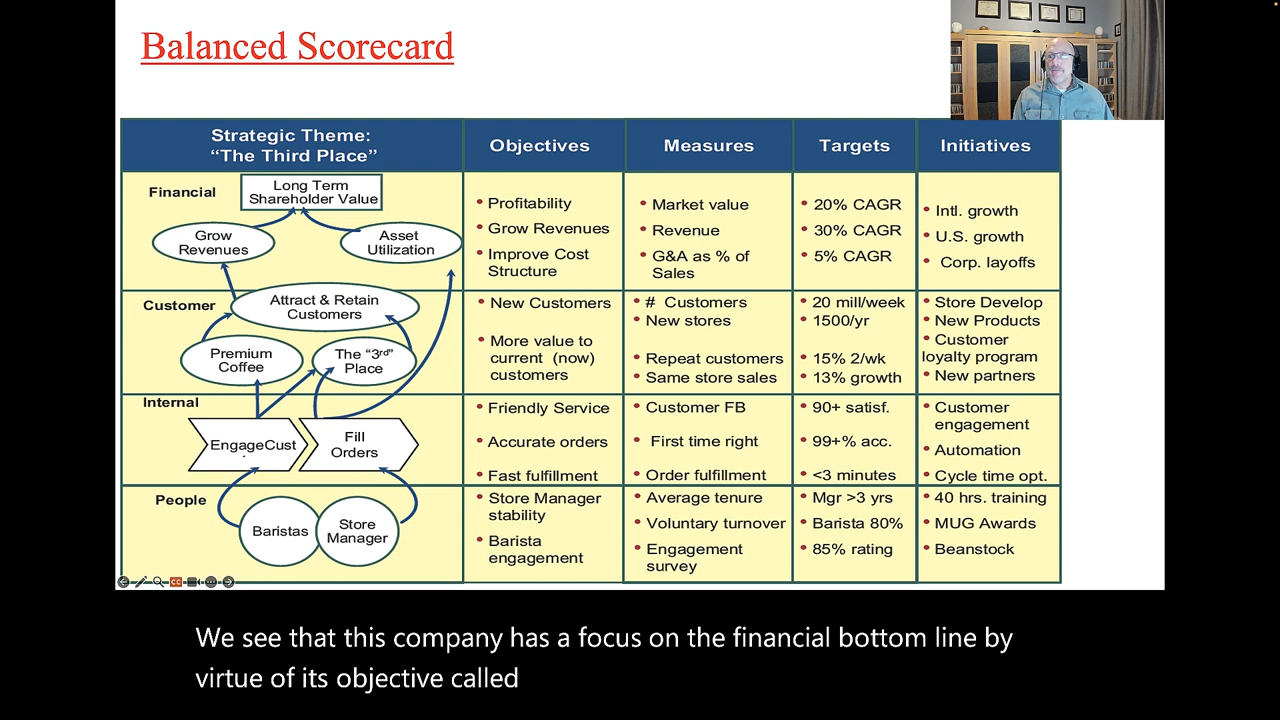 Balanced Scorecard
Strategic Theme:
“The Third Place”
Objectives
Measures
Targets
Initiatives
Financial
Long Term
Shareholder Value
Grow
Revenues
Asset
Utilization
• Profitability
• Grow Revenues
• Improve Cost
Structure
• Market value
• Revenue
• G&A as % of
Sales
• 20% CAGR
• 30% CAGR
• 5% CAGR
• Intl. growth
• U.S. growth
• Corp. layoffs
Customer
Attract & Retain
Customers
Premium
Coffee
The “3rd”
Place
• New Customers
• More value to
current (now)
customers
• # Customers
• New stores
• Repeat customers
• Same store sales
• 20 mill/week
• 1500/yr
• 15% 2/wk
• 13% growth
• Store Develop
• New Products
• Customer
loyalty program
• New partners
Internal
EngageCust
.
Fill
Orders
• Friendly Service
• Accurate orders
• Fast fulfillment
• Customer FB
• First time right
• Order fulfillment
• 90+ satisf.
• 99+% acc.
• <3 minutes
• Customer
engagement
• Automation
• Cycle time opt.
People
Baristas
Store
Manager
• Store Manager
stability
• Barista
engagement
• Average tenure
• Voluntary turnover
• Engagement
survey
• Mgr >3 yrs
• Barista 80%
• 85% rating
• 40 hrs. training
• MUG Awards
• Beanstock
We see that this company has a focus on the financial bottom line by
virtue of its objective called